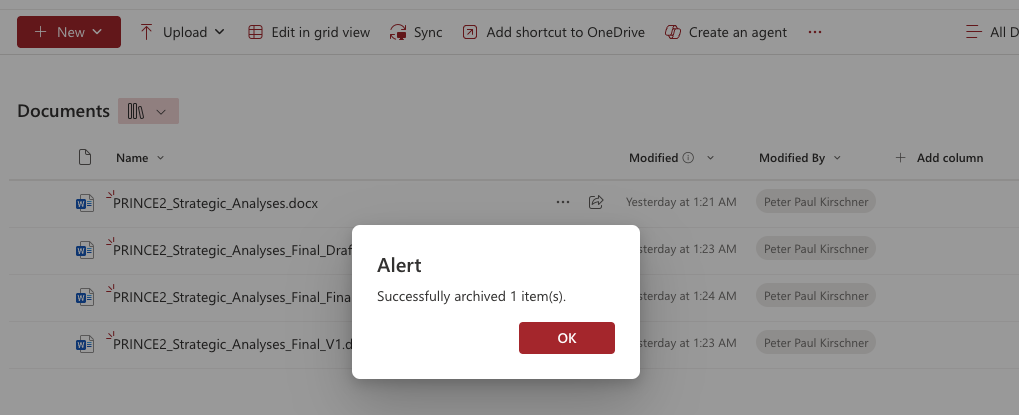 New Upload Edit in grid view Sync Add shortcut to OneDrive Create an agent ... All D
Documents
Name Modified Modified By Add column
PRINCE2_Strategic_Analyses.docx ... Yesterday at 1:21 AM Peter Paul Kirschner
PRINCE2_Strategic_Analyses_Final_Draf sterday at 1:23 AM Peter Paul Kirschner
PRINCE2_Strategic_Analyses_Final_Fina sterday at 1:24 AM Peter Paul Kirschner
PRINCE2_Strategic_Analyses_Final_V1.d sterday at 1:23 AM Peter Paul Kirschner
Alert
Successfully archived 1 item(s).
OK